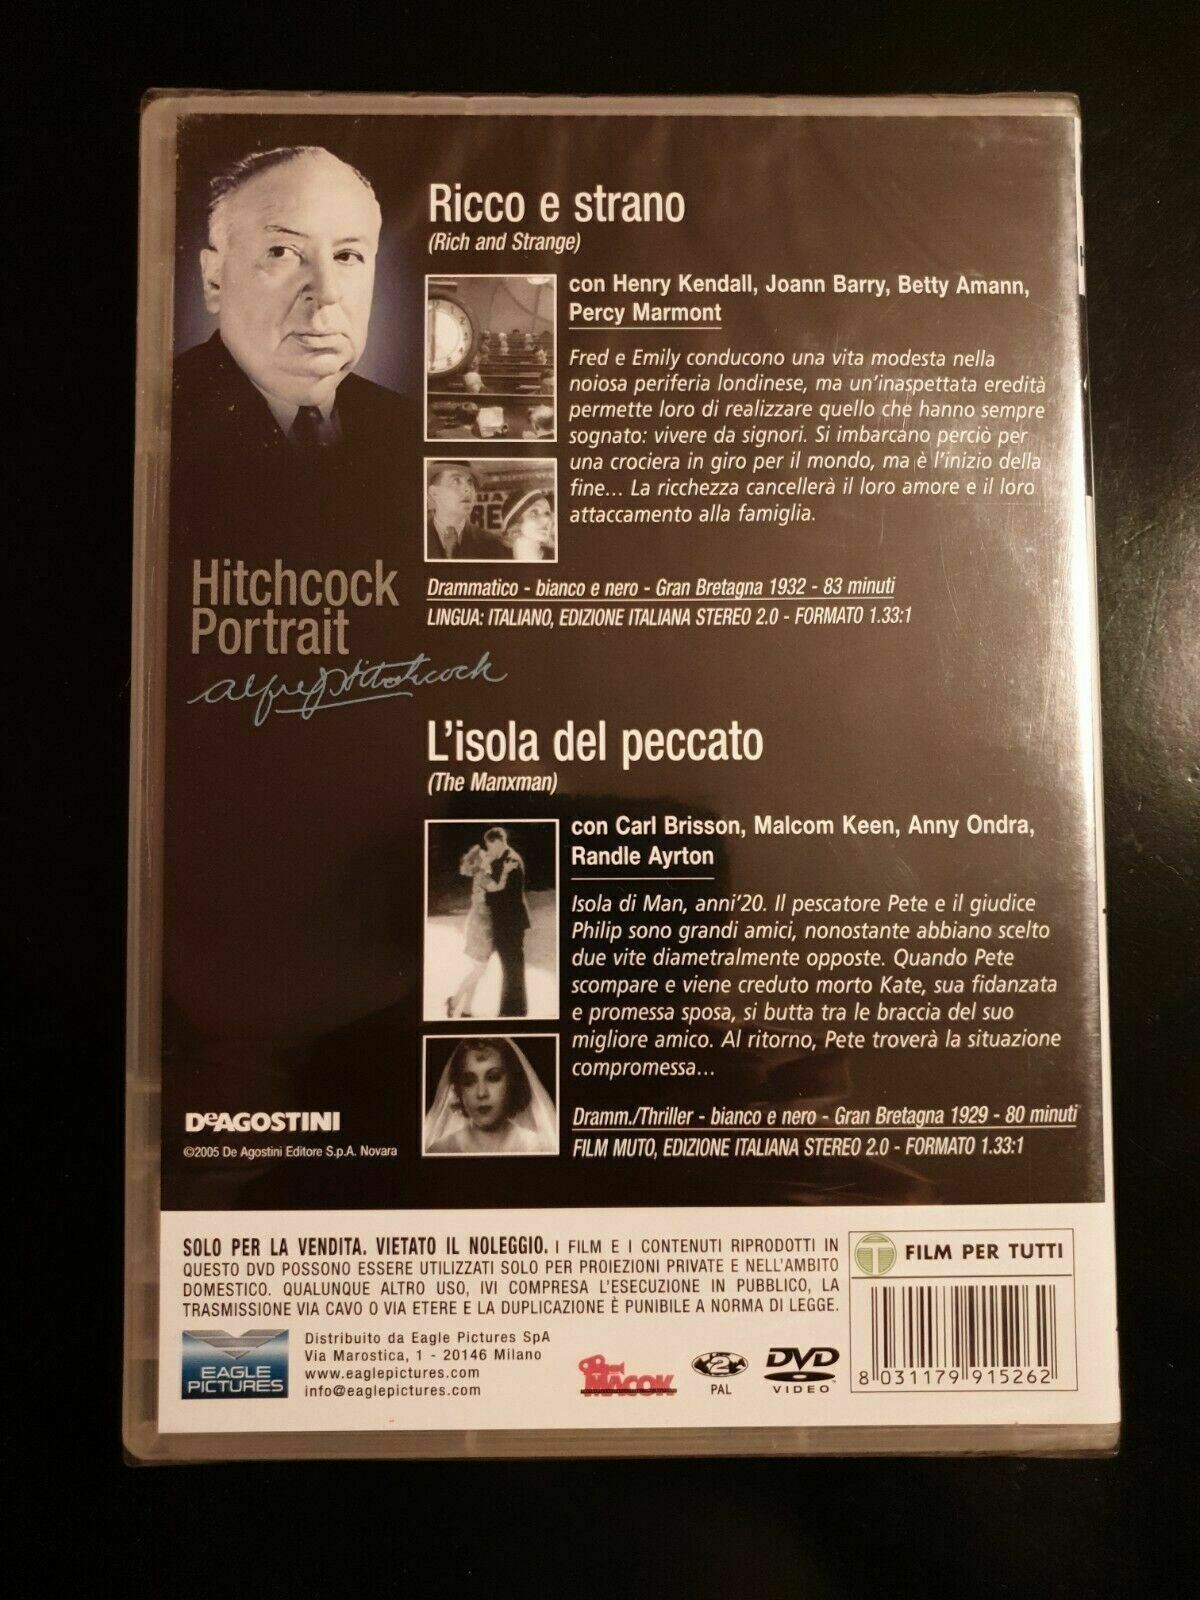 Ricco e strano
(Rich and Strange)
con Henry Kendall, Joann Barry, Betty Amann,
Percy Marmont
Fred e Emily conducono una vita modesta nella
noiosa periferia londinese, ma un'inaspettata eredità
permette loro di realizzare quello che hanno sempre
sognato: vivere da signori. Si imbarcano perciò per
una crociera in giro per il mondo, ma è l'inizio della
fine... La ricchezza cancellerà il loro amore e il loro
attaccamento alla famiglia.
Drammatico - bianco e nero - Gran Bretagna 1932 - 83 minuti
LINGUA: ITALIANO, EDIZIONE ITALIANA STEREO 2.0 - FORMATO 1.33:1
Hitchcock
Portrait
Alfred Hitchcock
L'isola del peccato
(The Manxman)
con Carl Brisson, Malcom Keen, Anny Ondra,
Randle Ayrton
Isola di Man, anni'20. Il pescatore Pete e il giudice
Philip sono grandi amici, nonostante abbiano scelto
due vite diametralmente opposte. Quando Pete
scompare e viene creduto morto Kate, sua fidanzata
e promessa sposa, si butta tra le braccia del suo
migliore amico. Al ritorno, Pete troverà la situazione
compromessa...
Dramm./Thriller - bianco e nero - Gran Bretagna 1929 - 80 minuti
FILM MUTO, EDIZIONE ITALIANA STEREO 2.0 - FORMATO 1.33:1
DeAGOSTINI
©2005 De Agostini Editore S.p.A. Novara
SOLO PER LA VENDITA. VIETATO IL NOLEGGIO. I FILM E I CONTENUTI RIPRODOTTI IN
QUESTO DVD POSSONO ESSERE UTILIZZATI SOLO PER PROIEZIONI PRIVATE E NELL'AMBITO
DOMESTICO. QUALUNQUE ALTRO USO, IVI COMPRESA L'ESECUZIONE IN PUBBLICO, LA
TRASMISSIONE VIA CAVO O VIA ETERE E LA DUPLICAZIONE È PUNIBILE A NORMA DI LEGGE.
T FILM PER TUTTI
EAGLE
PICTURES
Distribuito da Eagle Pictures SpA
Via Marostica, 1 - 20146 Milano
www.eaglepictures.com
info@eaglepictures.com
MACOK
2
PAL
DVD
VIDEO
8 031179 915262